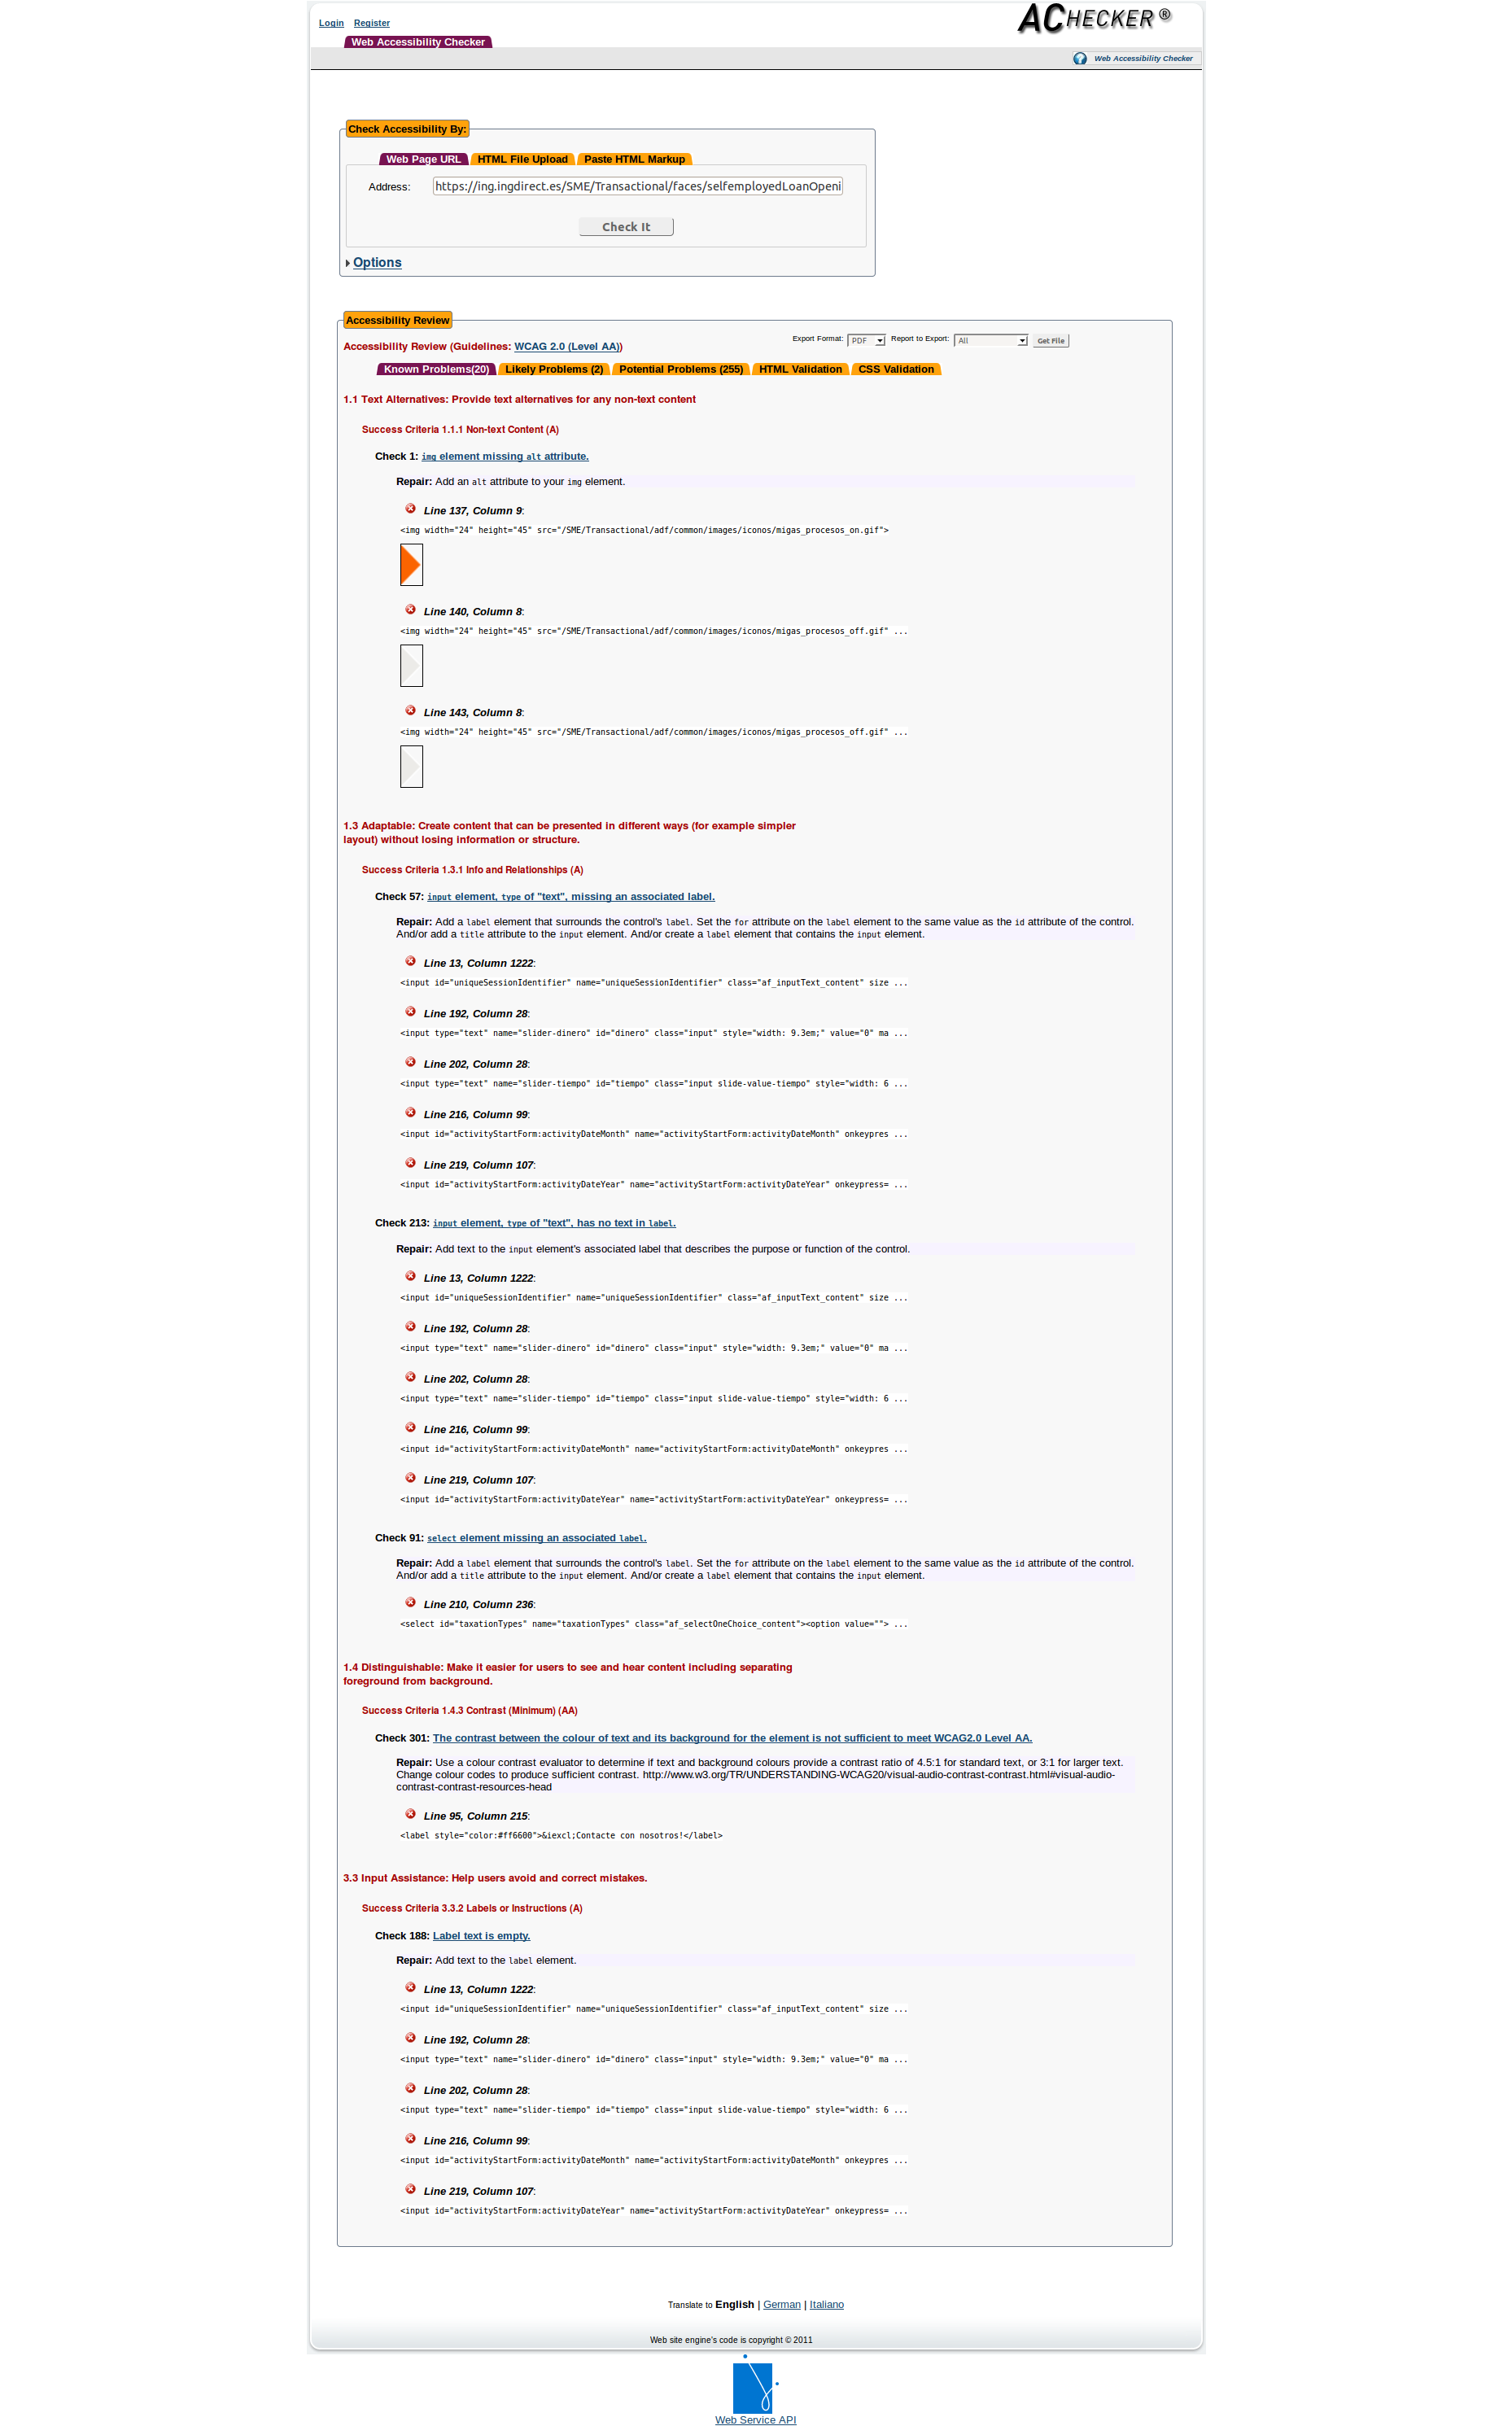 Login Register
ACHECKER ®
Web Accessibility Checker
Web Accessibility Checker
Check Accessibility By:
Web Page URL HTML File Upload Paste HTML Markup
Address: https://ing.ingdirect.es/SME/Transactional/faces/selfemployedLoanOpeni
Check It
Options
Accessibility Review
Accessibility Review (Guidelines: WCAG 2.0 (Level AA)) Export Format: PDF Report to Export: All Get File
Known Problems(20) Likely Problems (2) Potential Problems (255) HTML Validation CSS Validation
1.1 Text Alternatives: Provide text alternatives for any non-text content
Success Criteria 1.1.1 Non-text Content (A)
Check 1: img element missing alt attribute.
Repair: Add an alt attribute to your img element.
Line 137, Column 9:
<img width="24" height="45" src="/SME/Transactional/adf/common/images/iconos/migas_procesos_on.gif">
Line 140, Column 8:
<img width="24" height="45" src="/SME/Transactional/adf/common/images/iconos/migas_procesos_off.gif" ...
Line 143, Column 8:
<img width="24" height="45" src="/SME/Transactional/adf/common/images/iconos/migas_procesos_off.gif" ...
1.3 Adaptable: Create content that can be presented in different ways (for example simpler
layout) without losing information or structure.
Success Criteria 1.3.1 Info and Relationships (A)
Check 57: input element, type of "text", missing an associated label.
Repair: Add a label element that surrounds the control's label. Set the for attribute on the label element to the same value as the id attribute of the control.
And/or add a title attribute to the input element. And/or create a label element that contains the input element.
Line 13, Column 1222:
<input id="uniqueSessionIdentifier" name="uniqueSessionIdentifier" class="af_inputText_content" size ...
Line 192, Column 28:
<input type="text" name="slider-dinero" id="dinero" class="input" style="width: 9.3em;" value="0" ma ...
Line 202, Column 28:
<input type="text" name="slider-tiempo" id="tiempo" class="input slide-value-tiempo" style="width: 6 ...
Line 216, Column 99:
<input id="activityStartForm:activityDateMonth" name="activityStartForm:activityDateMonth" onkeypres ...
Line 219, Column 107:
<input id="activityStartForm:activityDateYear" name="activityStartForm:activityDateYear" onkeypress= ...
Check 213: input element, type of "text", has no text in label.
Repair: Add text to the input element's associated label that describes the purpose or function of the control.
Line 13, Column 1222:
<input id="uniqueSessionIdentifier" name="uniqueSessionIdentifier" class="af_inputText_content" size ...
Line 192, Column 28:
<input type="text" name="slider-dinero" id="dinero" class="input" style="width: 9.3em;" value="0" ma ...
Line 202, Column 28:
<input type="text" name="slider-tiempo" id="tiempo" class="input slide-value-tiempo" style="width: 6 ...
Line 216, Column 99:
<input id="activityStartForm:activityDateMonth" name="activityStartForm:activityDateMonth" onkeypres ...
Line 219, Column 107:
<input id="activityStartForm:activityDateYear" name="activityStartForm:activityDateYear" onkeypress= ...
Check 91: select element missing an associated label.
Repair: Add a label element that surrounds the control's label. Set the for attribute on the label element to the same value as the id attribute of the control.
And/or add a title attribute to the input element. And/or create a label element that contains the input element.
Line 210, Column 236:
<select id="taxationTypes" name="taxationTypes" class="af_selectOneChoice_content"><option value=""> ...
1.4 Distinguishable: Make it easier for users to see and hear content including separating
foreground from background.
Success Criteria 1.4.3 Contrast (Minimum) (AA)
Check 301: The contrast between the colour of text and its background for the element is not sufficient to meet WCAG2.0 Level AA.
Repair: Use a colour contrast evaluator to determine if text and background colours provide a contrast ratio of 4.5:1 for standard text, or 3:1 for larger text.
Change colour codes to produce sufficient contrast. http://www.w3.org/TR/UNDERSTANDING-WCAG20/visual-audio-contrast-contrast.html#visual-audio-
contrast-contrast-resources-head
Line 95, Column 215:
<label style="color:#ff6600">&iexcl;Contacte con nosotros!</label>
3.3 Input Assistance: Help users avoid and correct mistakes.
Success Criteria 3.3.2 Labels or Instructions (A)
Check 188: Label text is empty.
Repair: Add text to the label element.
Line 13, Column 1222:
<input id="uniqueSessionIdentifier" name="uniqueSessionIdentifier" class="af_inputText_content" size ...
Line 192, Column 28:
<input type="text" name="slider-dinero" id="dinero" class="input" style="width: 9.3em;" value="0" ma ...
Line 202, Column 28:
<input type="text" name="slider-tiempo" id="tiempo" class="input slide-value-tiempo" style="width: 6 ...
Line 216, Column 99:
<input id="activityStartForm:activityDateMonth" name="activityStartForm:activityDateMonth" onkeypres ...
Line 219, Column 107:
<input id="activityStartForm:activityDateYear" name="activityStartForm:activityDateYear" onkeypress= ...
Translate to English | German | Italiano
Web site engine's code is copyright © 2011
Web Service API